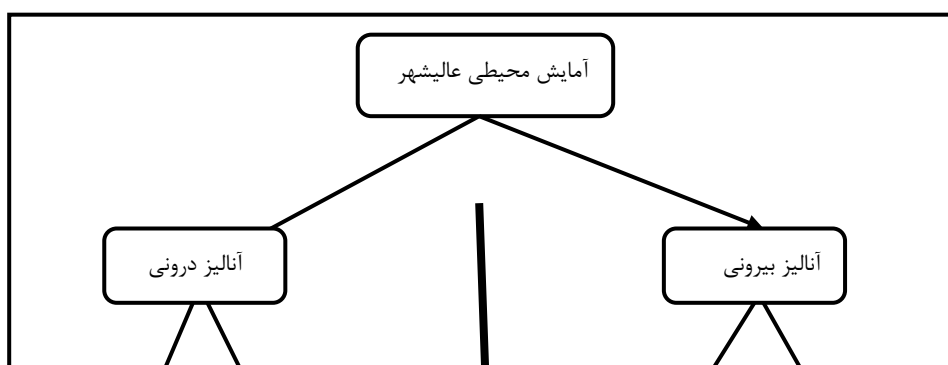 آمایش محیطی عالیشهر
آنالیز بیرونی
آنالیز درونی